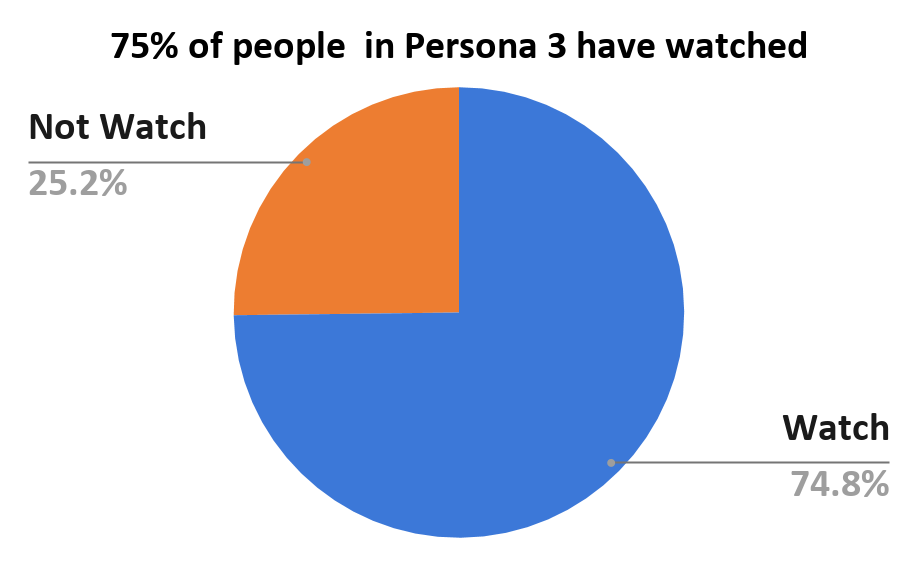 75% of people  in Persona 3 have watched
Not Watch
25.2%
Watch
74.8%